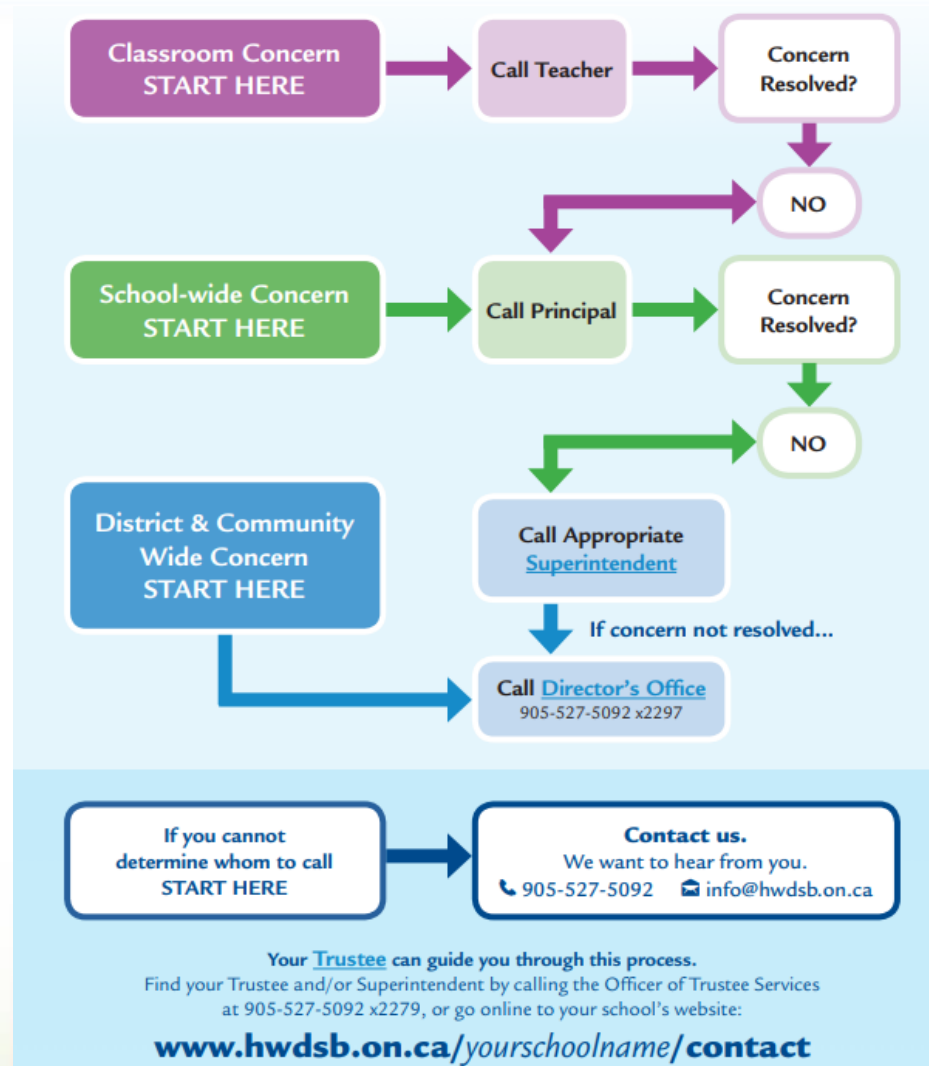 Classroom Concern
START HERE
Call Teacher
Concern
Resolved?
NO
School-wide Concern
START HERE
Call Principal
Concern
Resolved?
NO
District & Community
Wide Concern
START HERE
Call Appropriate
Superintendent
If concern not resolved...
Call Director's Office
905-527-5092 x2297
If you cannot
determine whom to call
START HERE
Contact us.
We want to hear from you.
905-527-5092 info@hwdsb.on.ca
Your Trustee can guide you through this process.
Find your Trustee and/or Superintendent by calling the Officer of Trustee Services
at 905-527-5092 x2279, or go online to your school's website:
www.hwdsb.on.ca/yourschoolname/contact